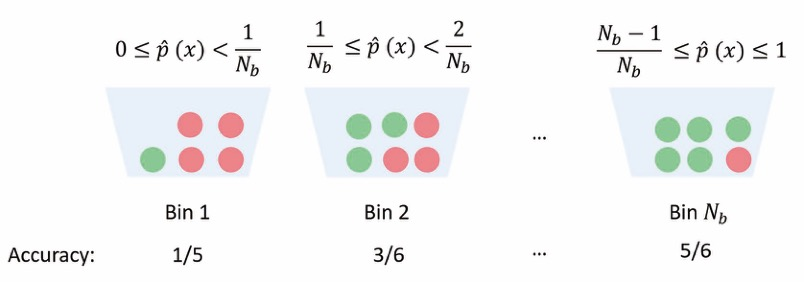 0 ≤ p̂ (x) < 1/N_b
1/N_b ≤ p̂ (x) < 2/N_b
N_b − 1/N_b ≤ p̂ (x) ≤ 1
...
Bin 1
Bin 2
Bin N_b
Accuracy:
1/5
3/6
...
5/6